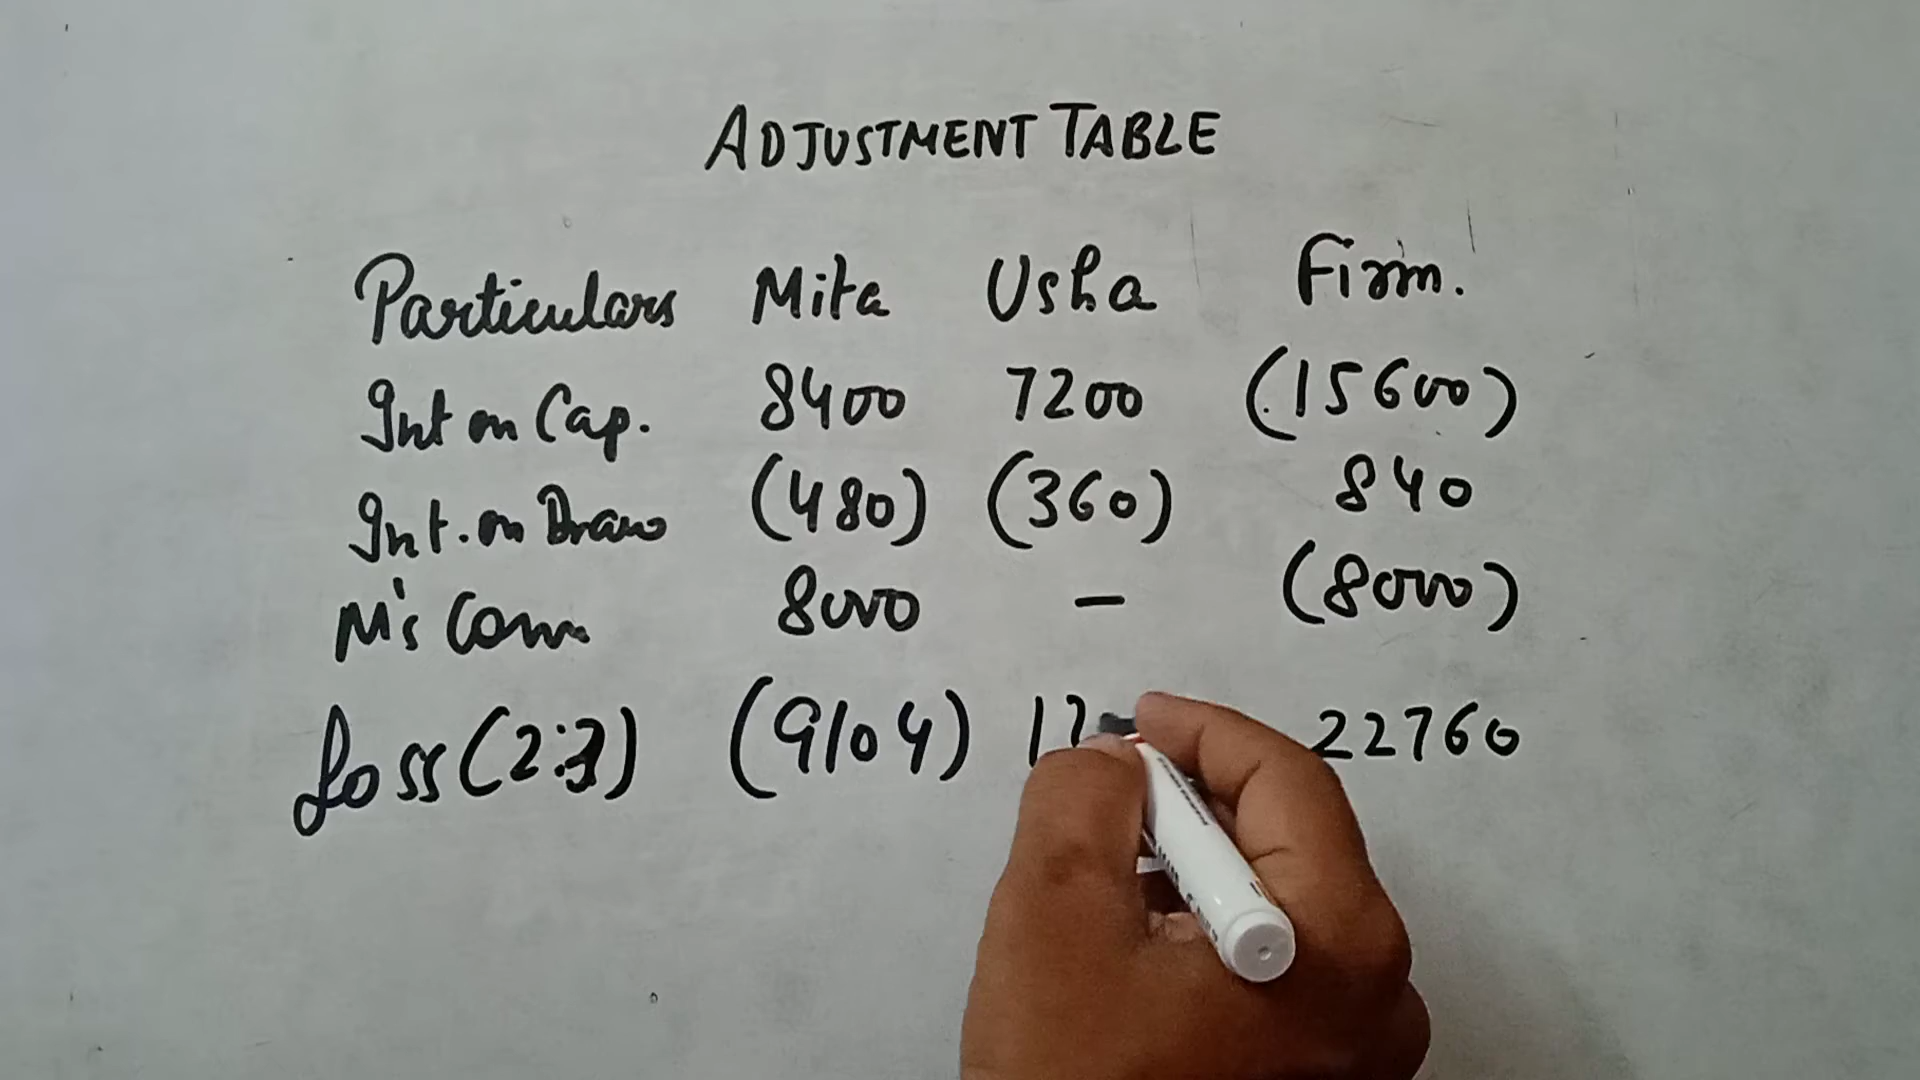 ADJUSTMENT TABLE
Particulars Mita Usha Firm.
Int on Cap. 8400 7200 (15600)
Int. on Draw (480) (360) 840
M's Com. 8000 - (8000)
Loss (2:3) (9104) 22760